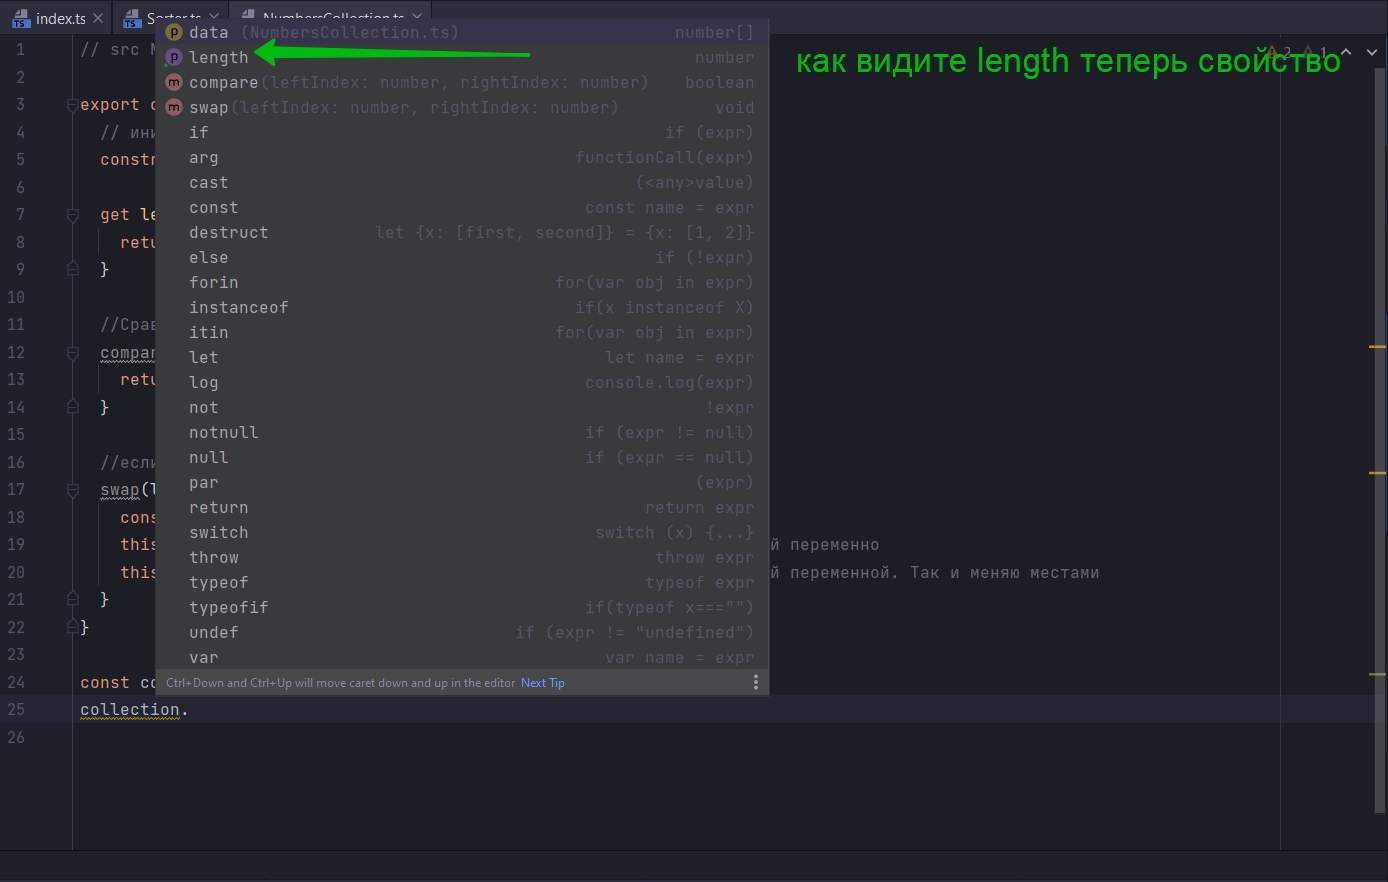 index.ts
Sorter.ts
NumbersCollection.ts
1 // src
2
3 export
4 // ини
5 constr
6
7 get le
8 retu
9 }
10
11 //Срав
12 compar
13 retu
14 }
15
16 //если
17 swap(l
18 cons
19 this й переменно
20 this й переменной. Так и меняю местами
21 }
22 }
23
24 const co
25 collection.
26
data (NumbersCollection.ts) number[]
length number
compare(leftIndex: number, rightIndex: number) boolean
swap(leftIndex: number, rightIndex: number) void
if if (expr)
arg functionCall(expr)
cast (<any>value)
const const name = expr
destruct let {x: [first, second]} = {x: [1, 2]}
else if (!expr)
forin for(var obj in expr)
instanceof if(x instanceof X)
itin for(var obj in expr)
let let name = expr
log console.log(expr)
not !expr
notnull if (expr != null)
null if (expr == null)
par (expr)
return return expr
switch switch (x) {...}
throw throw expr
typeof typeof expr
typeofif if(typeof x==="")
undef if (expr != "undefined")
var var name = expr
Ctrl+Down and Ctrl+Up will move caret down and up in the editor Next Tip
как видите length теперь свойство
2 1